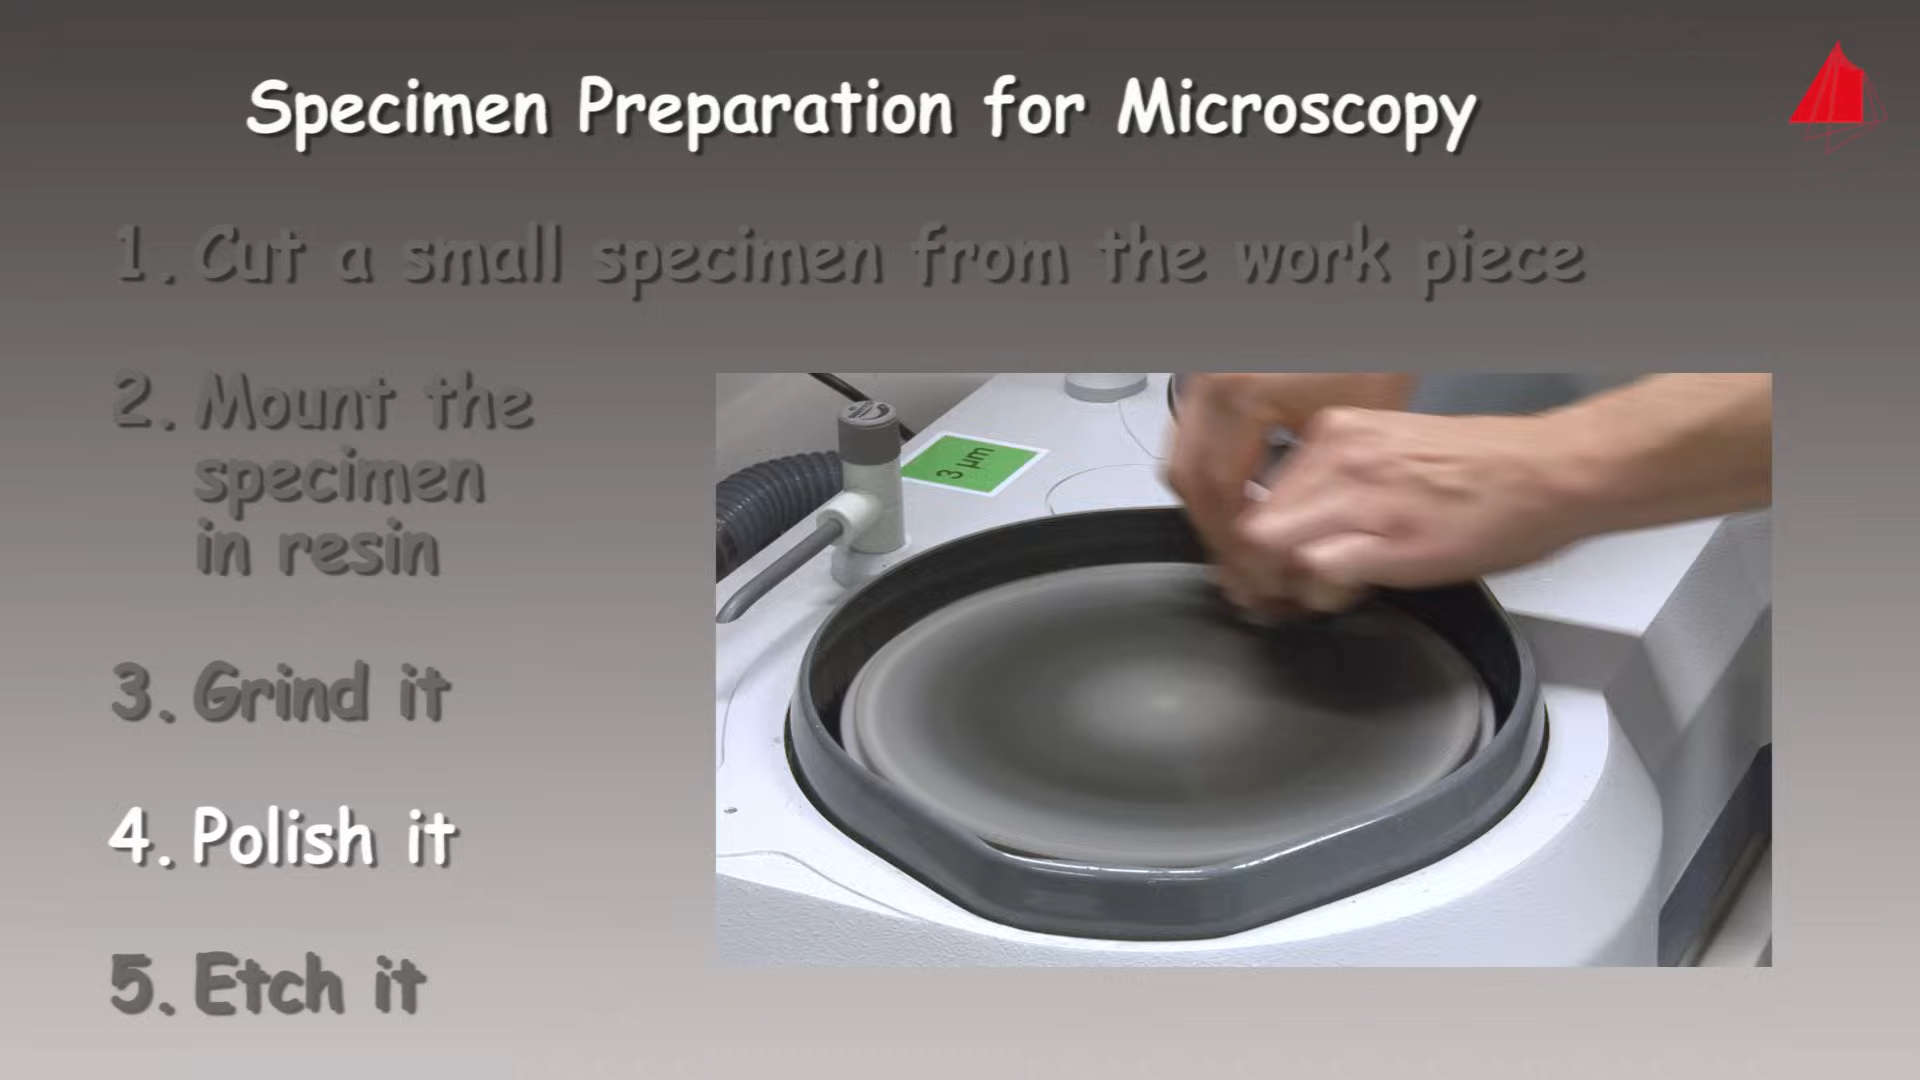 Specimen Preparation for Microscopy
1. Cut a small specimen from the work piece
2. Mount the
specimen
in resin
3. Grind it
4. Polish it
5. Etch it
3 µm